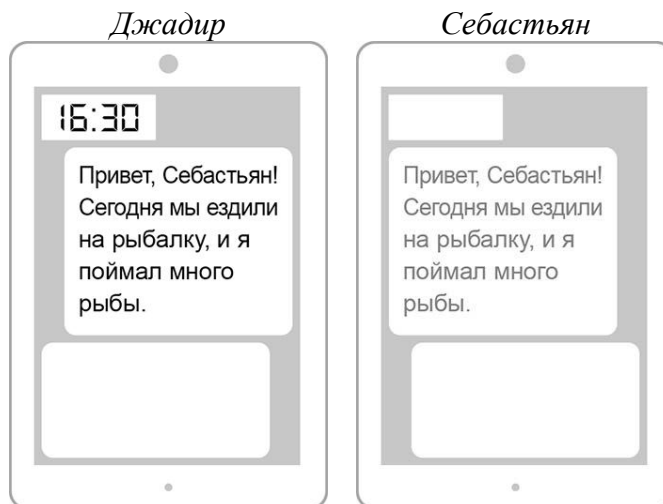 Джадир
Себастьян
16:30
Привет, Себастьян!
Сегодня мы ездили
на рыбалку, и я
поймал много
рыбы.
Привет, Себастьян!
Сегодня мы ездили
на рыбалку, и я
поймал много
рыбы.